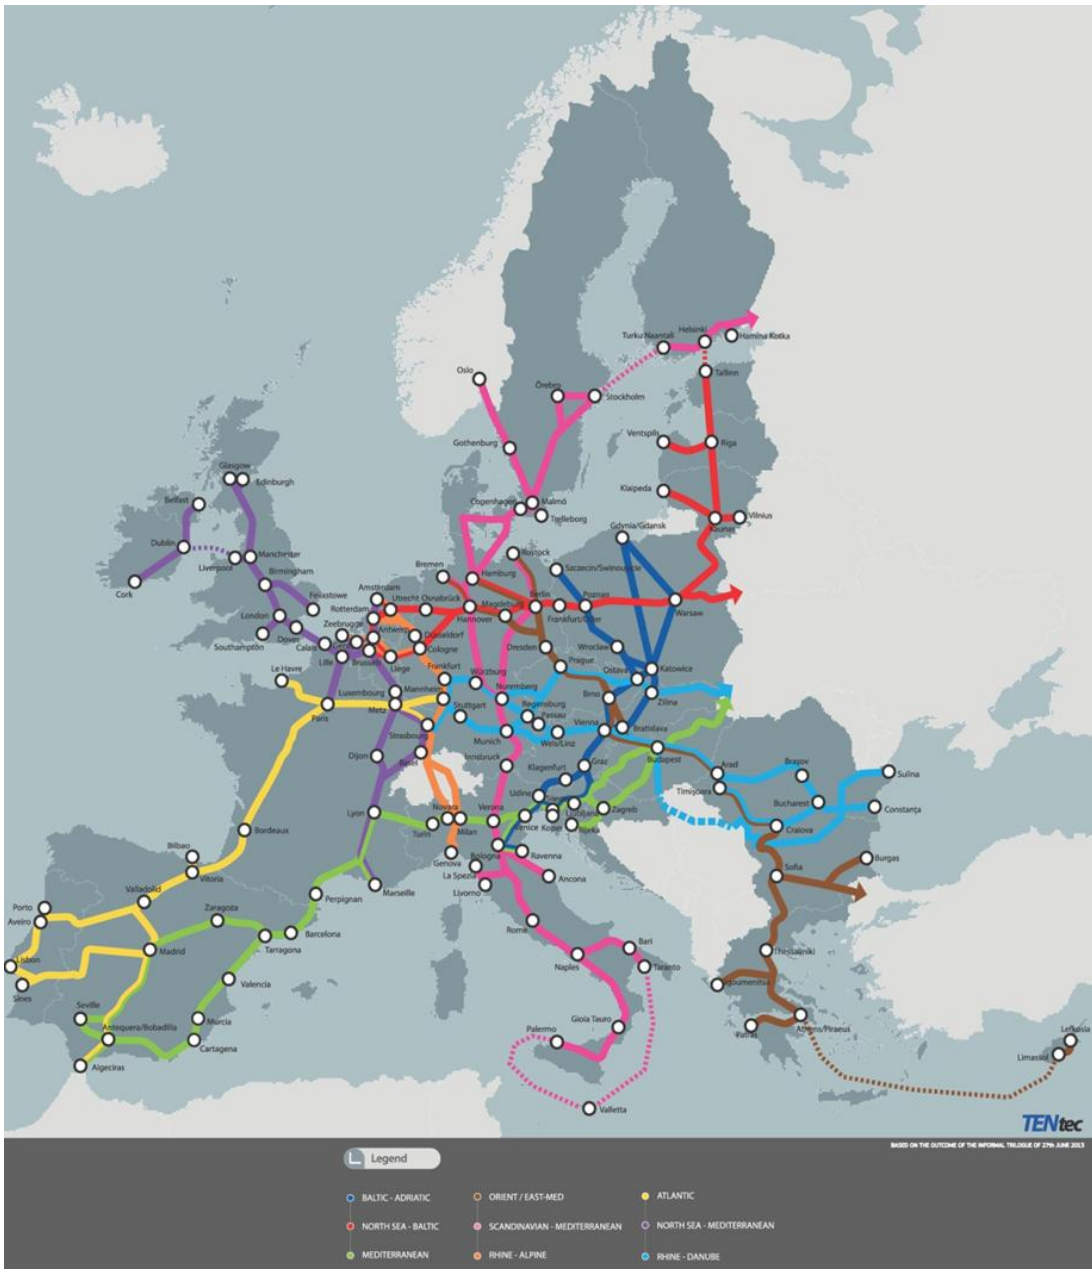 Helsinki
Turku Naantali
Hamina Kotka
Tallinn
Oslo
Örebro
Stockholm
Ventspils
Riga
Gothenburg
Glasgow
Edinburgh
Klaipeda
Belfast
Copenhagen
Malmö
Trelleborg
Vilnius
Kaunas
Gdynia/Gdansk
Dublin
Manchester
Liverpool
Rostock
Szczecin/Swinoujscie
Birmingham
Bremen
Hamburg
Cork
Felixstowe
Amsterdam
Utrecht
Osnabrück
Magdeburg
Berlin
Poznan
Rotterdam
Hannover
Frankfurt/Oder
Warsaw
London
Zeebrugge
Antwerp
Düsseldorf
Southampton
Dover
Calais
Cologne
Dresden
Wroclaw
Lille
Brussels
Liege
Frankfurt
Prague
Katowice
Le Havre
Würzburg
Ostava
Luxembourg
Mannheim
Nuremberg
Brno
Zilina
Paris
Metz
Stuttgart
Regensburg
Passau
Strasbourg
Vienna
Bratislava
Munich
Wels/Linz
Dijon
Basel
Innsbruck
Graz
Budapest
Klagenfurt
Arad
Braşov
Sulina
Udine
Timişoara
Novara
Verona
Ljubljana
Zagreb
Bucharest
Constanţa
Lyon
Turin
Milan
Venice
Koper
Rijeka
Craiova
Bordeaux
Genova
Bologna
Ravenna
Bilbao
Vitoria
La Spezia
Sofia
Burgas
Marseille
Livorno
Ancona
Valladolid
Perpignan
Porto
Aveiro
Zaragoza
Barcelona
Rome
Tarragona
Madrid
Bari
Thessaloniki
Lisbon
Naples
Taranto
Sines
Valencia
Igoumenitsa
Seville
Murcia
Gioia Tauro
Antequera/Bobadilla
Palermo
Patras
Athens/Piraeus
Lefkosia
Cartagena
Limassol
Algeciras
Valletta
TENtec
BASED ON THE OUTCOME OF THE INFORMAL TRILOGUE OF 27th JUNE 2013
Legend
BALTIC - ADRIATIC
ORIENT / EAST-MED
ATLANTIC
NORTH SEA - BALTIC
SCANDINAVIAN - MEDITERRANEAN
NORTH SEA - MEDITERRANEAN
MEDITERRANEAN
RHINE - ALPINE
RHINE - DANUBE